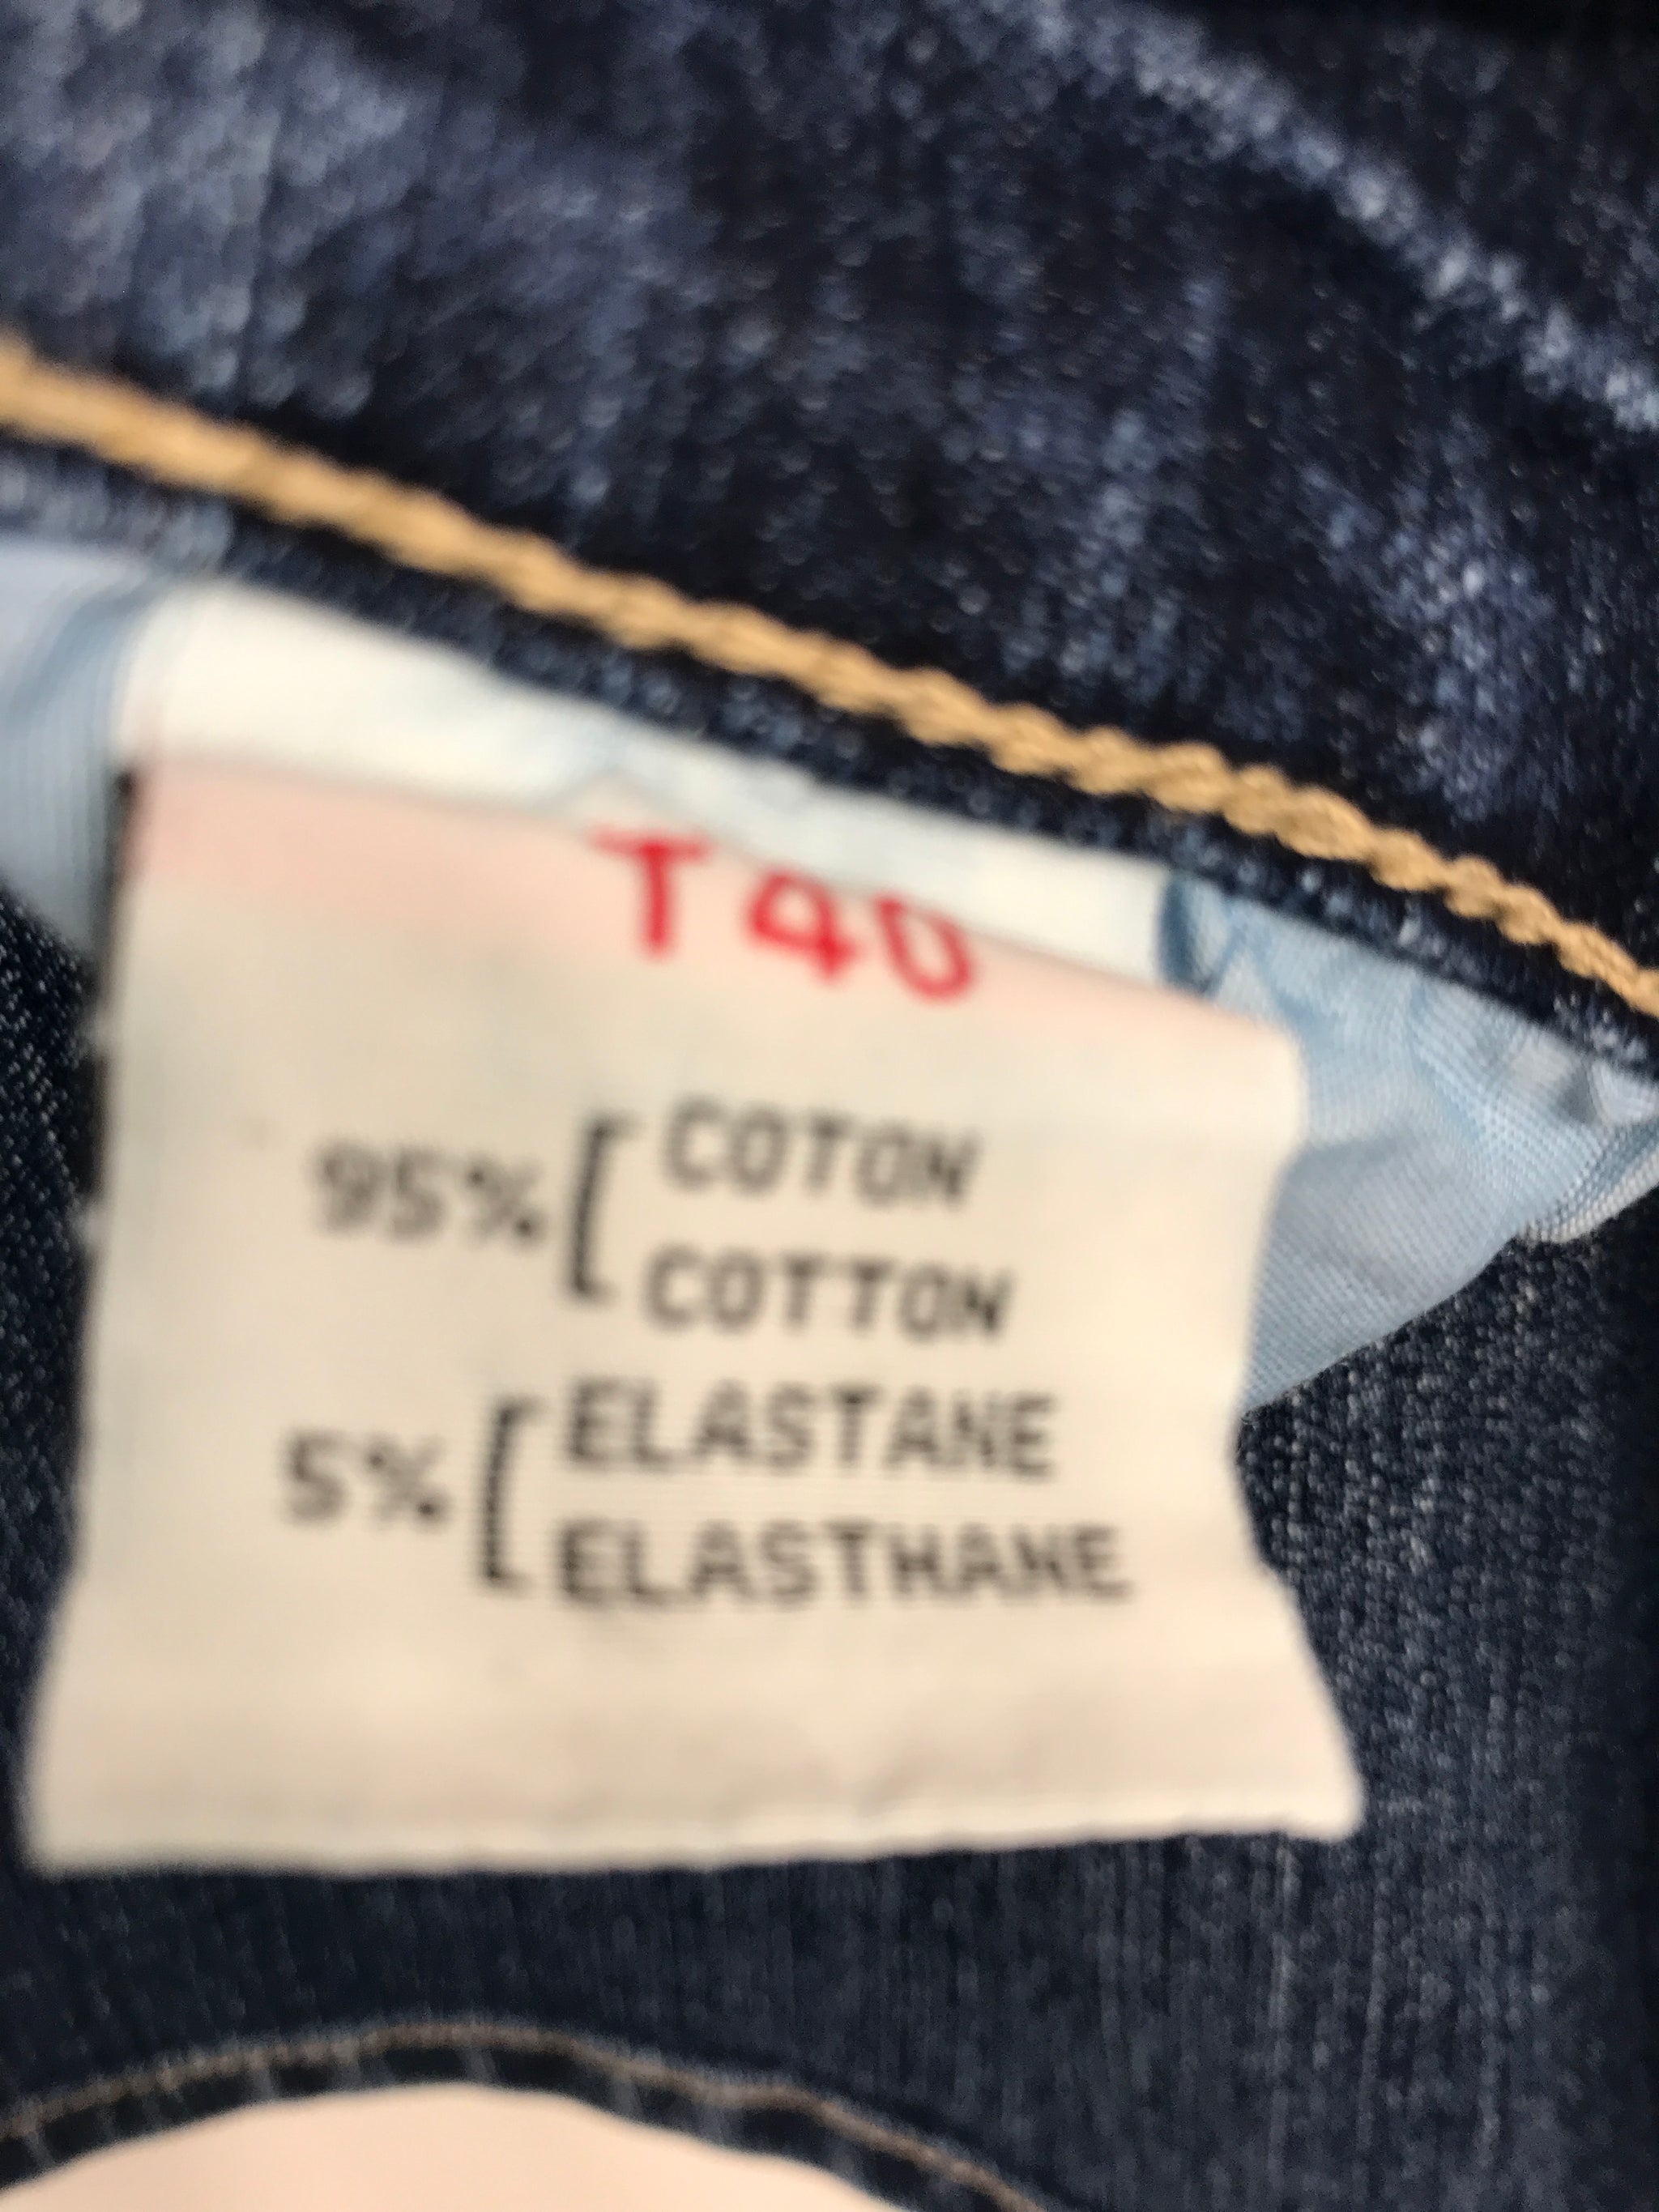 T40
95% [ COTON
COTTON
5% [ ELASTANE
ELASTHANE